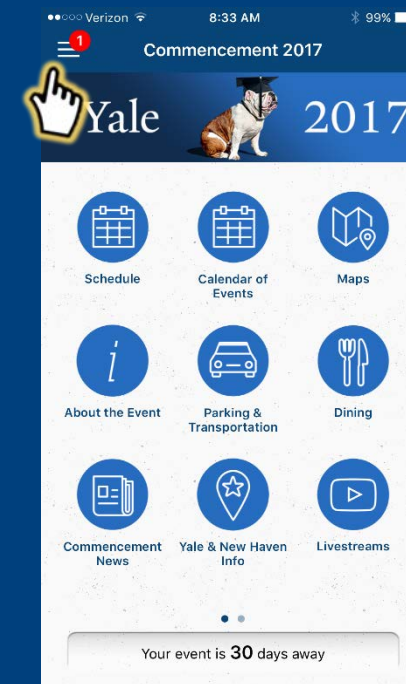 Verizon 8:33 AM 99%
1
Commencement 2017
Yale 2017
Schedule
Calendar of
Events
Maps
About the Event
Parking &
Transportation
Dining
Commencement
News
Yale & New Haven
Info
Livestreams
Your event is 30 days away